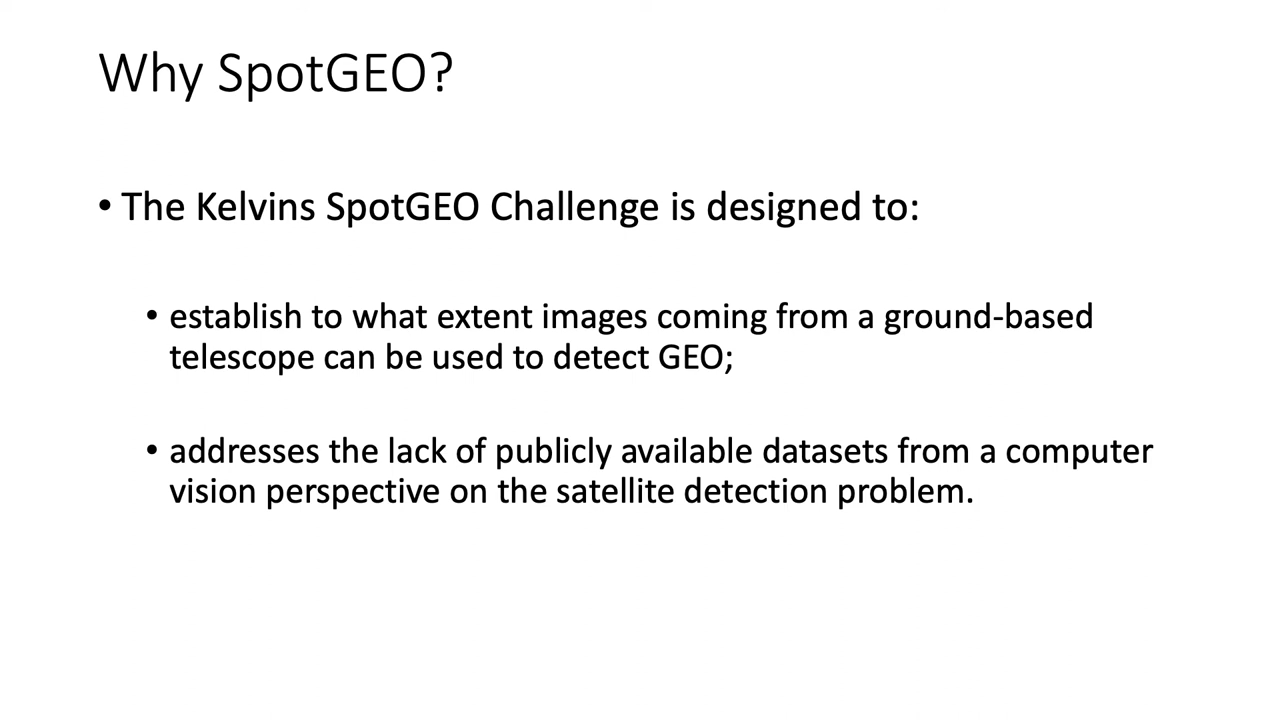 Why SpotGEO?
• The Kelvins SpotGEO Challenge is designed to:
• establish to what extent images coming from a ground-based
telescope can be used to detect GEO;
• addresses the lack of publicly available datasets from a computer
vision perspective on the satellite detection problem.